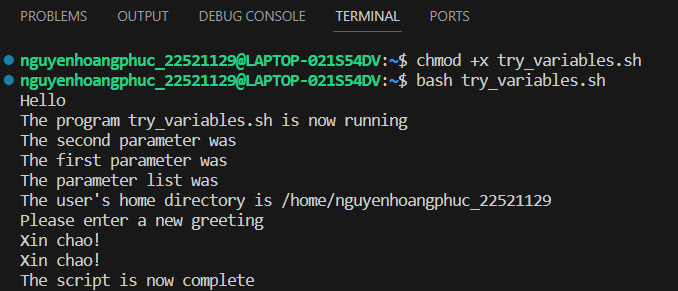 PROBLEMS OUTPUT DEBUG CONSOLE TERMINAL PORTS
nguyenhoangphuc_22521129@LAPTOP-021S54DV:~$ chmod +x try_variables.sh
nguyenhoangphuc_22521129@LAPTOP-021S54DV:~$ bash try_variables.sh
Hello
The program try_variables.sh is now running
The second parameter was
The first parameter was
The parameter list was
The user's home directory is /home/nguyenhoangphuc_22521129
Please enter a new greeting
Xin chao!
Xin chao!
The script is now complete